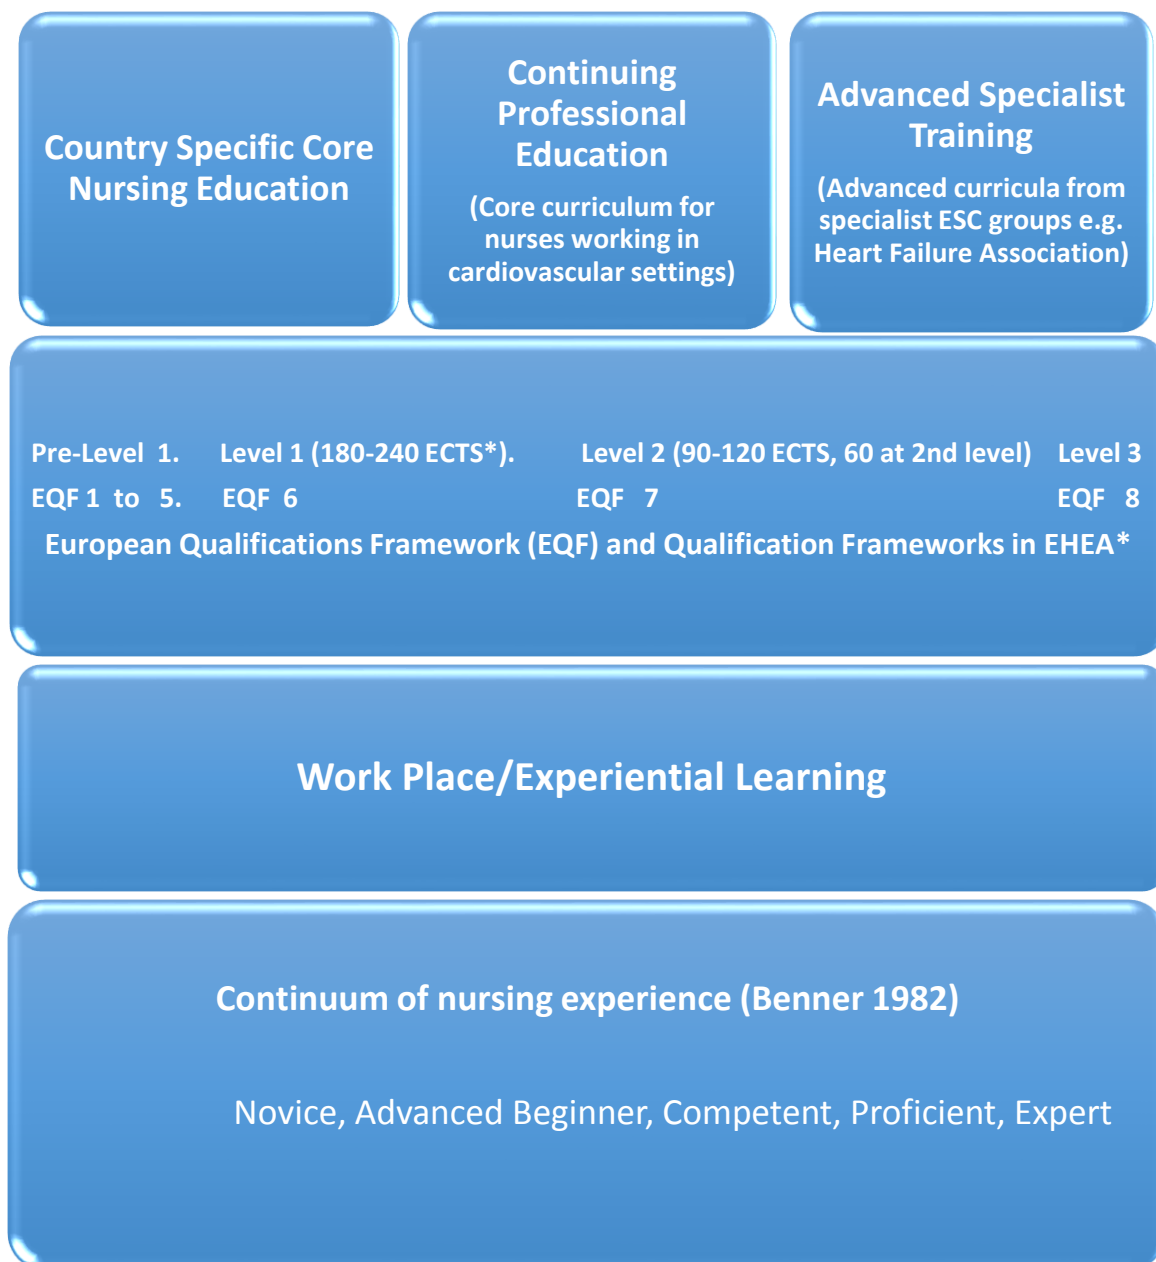 Country Specific Core
Nursing Education
Continuing
Professional
Education
(Core curriculum for
nurses working in
cardiovascular settings)
Advanced Specialist
Training
(Advanced curricula from
specialist ESC groups e.g.
Heart Failure Association)
Pre-Level 1. Level 1 (180-240 ECTS*). Level 2 (90-120 ECTS, 60 at 2nd level) Level 3
EQF 1 to 5. EQF 6 EQF 7 EQF 8
European Qualifications Framework (EQF) and Qualification Frameworks in EHEA*
Work Place/Experiential Learning
Continuum of nursing experience (Benner 1982)
Novice, Advanced Beginner, Competent, Proficient, Expert